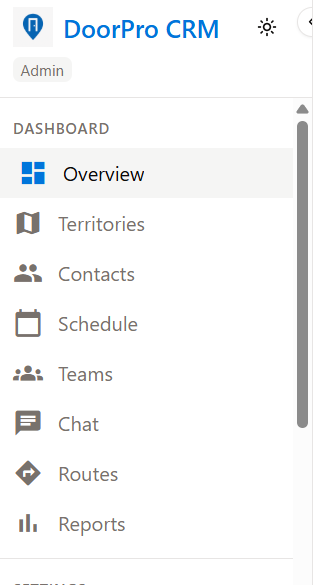 DoorPro CRM
Admin
DASHBOARD
Overview
Territories
Contacts
Schedule
Teams
Chat
Routes
Reports